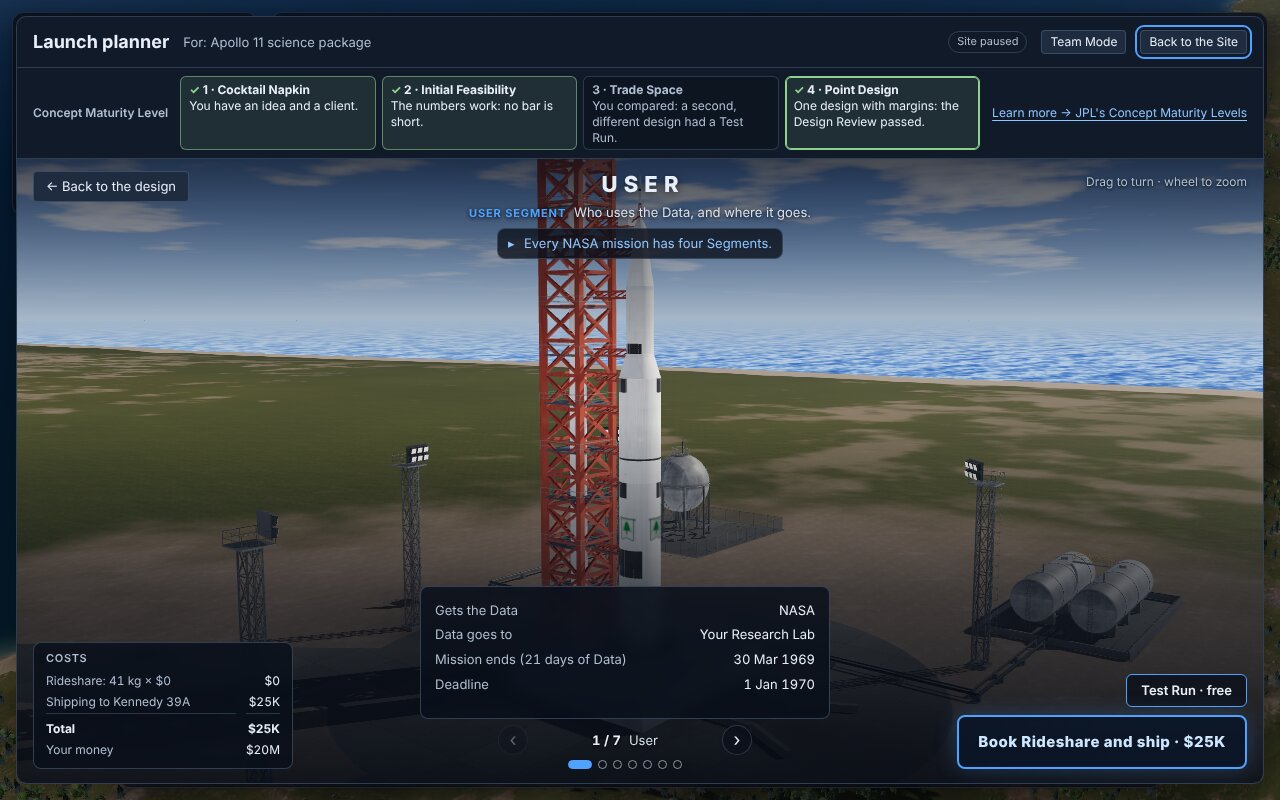 Launch planner
For: Apollo 11 science package
Site paused
Team Mode
Back to the Site
Concept Maturity Level
✓ 1 · Cocktail Napkin
You have an idea and a client.
✓ 2 · Initial Feasibility
The numbers work: no bar is
short.
3 · Trade Space
You compared: a second,
different design had a Test
Run.
✓ 4 · Point Design
One design with margins: the
Design Review passed.
Learn more → JPL's Concept Maturity Levels
← Back to the design
USER
Drag to turn · wheel to zoom
USER SEGMENT Who uses the Data, and where it goes.
▸ Every NASA mission has four Segments.
Gets the Data NASA
Data goes to Your Research Lab
Mission ends (21 days of Data) 30 Mar 1969
Deadline 1 Jan 1970
COSTS
Rideshare: 41 kg × $0 $0
Shipping to Kennedy 39A $25K
Total $25K
Your money $20M
‹ 1 / 7 User ›
Test Run · free
Book Rideshare and ship · $25K